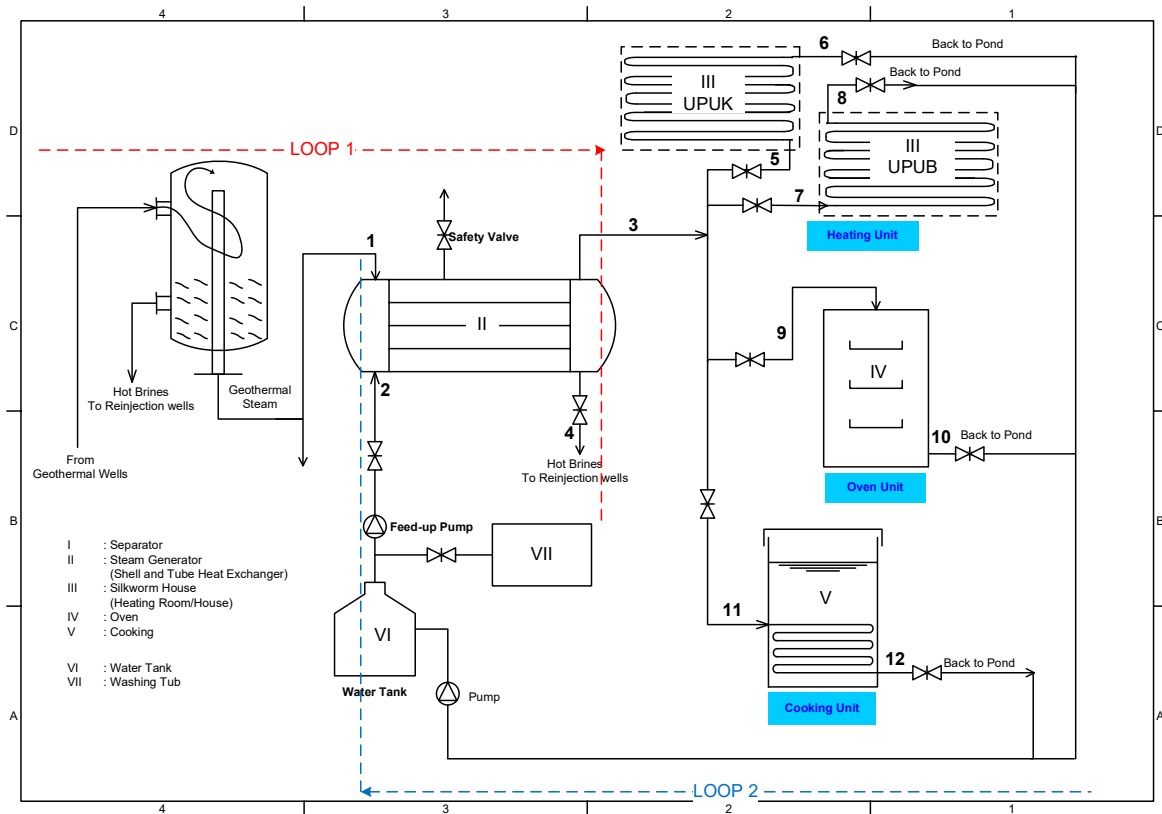 4 3 2 1
6
Back to Pond
Back to Pond
III
UPUK
8
D
D
III
UPUB
LOOP 1
5
7
3
Heating Unit
1
Safety Valve
II
9
C
C
IV
2
Hot Brines
To Reinjection wells
Geothermal
Steam
4
Hot Brines
To Reinjection wells
10
Back to Pond
From
Geothermal Wells
Oven Unit
B
B
Feed-up Pump
VII
I : Separator
II : Steam Generator
(Shell and Tube Heat Exchanger)
III : Silkworm House
(Heating Room/House)
IV : Oven
V : Cooking
VI : Water Tank
VII : Washing Tub
V
11
VI
12
Back to Pond
Water Tank
Pump
Cooking Unit
A
A
LOOP 2
4 3 2 1